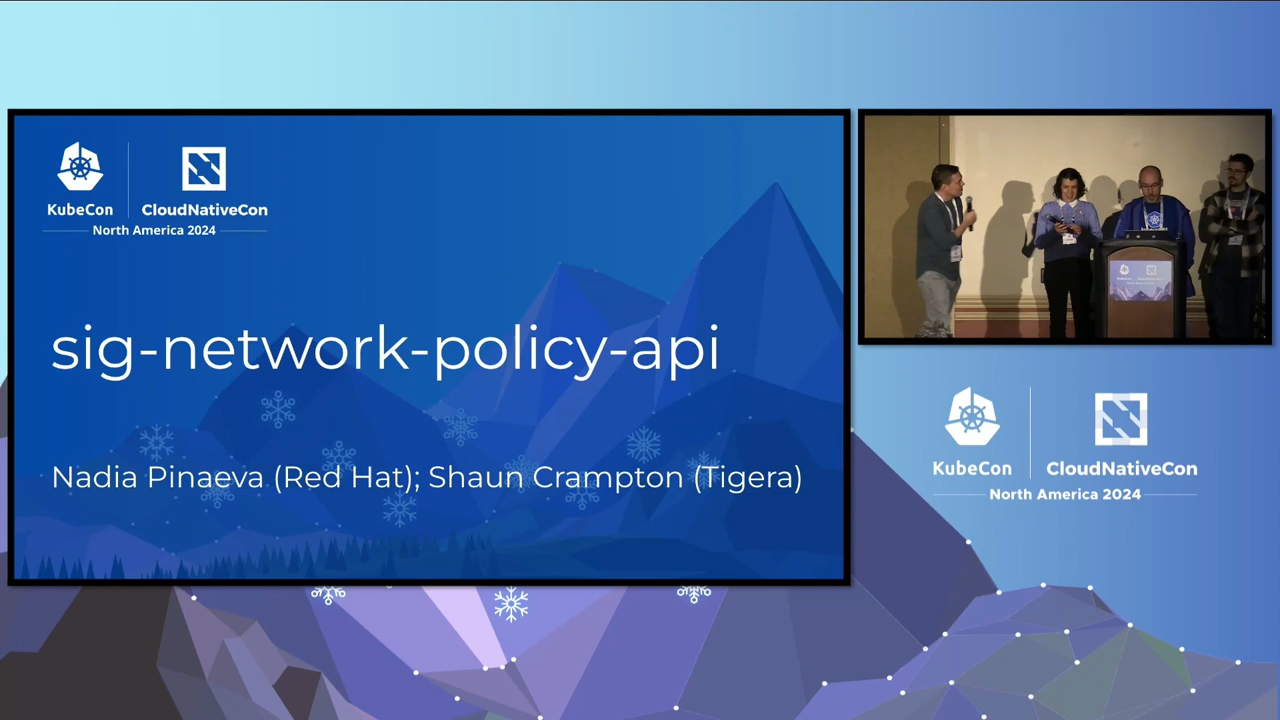 KubeCon
CloudNativeCon
North America 2024
sig-network-policy-api
Nadia Pinaeva (Red Hat); Shaun Crampton (Tigera)
KubeCon
CloudNativeCon
North America 2024